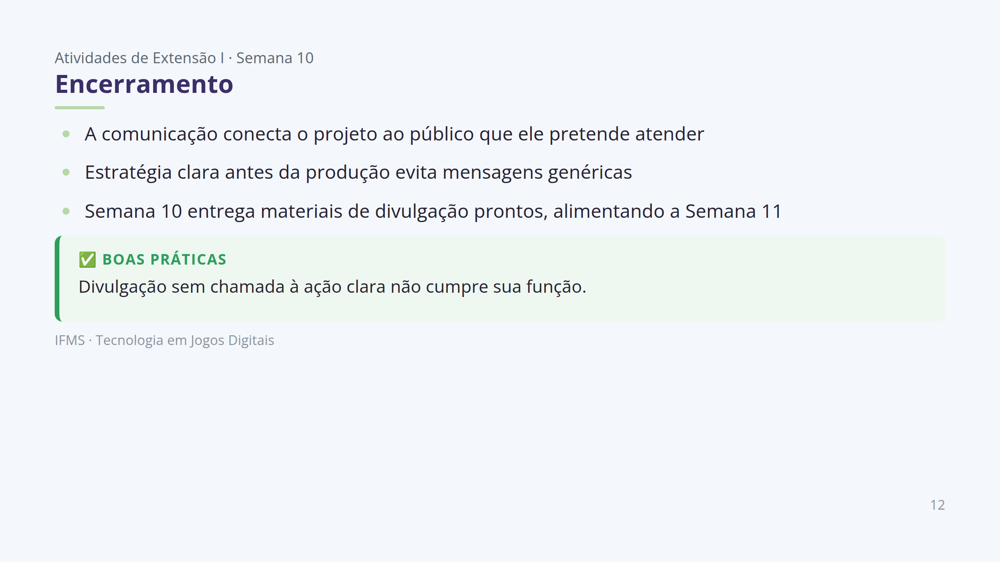 Atividades de Extensão I · Semana 10
Encerramento
A comunicação conecta o projeto ao público que ele pretende atender
Estratégia clara antes da produção evita mensagens genéricas
Semana 10 entrega materiais de divulgação prontos, alimentando a Semana 11
✅ BOAS PRÁTICAS
Divulgação sem chamada à ação clara não cumpre sua função.
IFMS · Tecnologia em Jogos Digitais
12